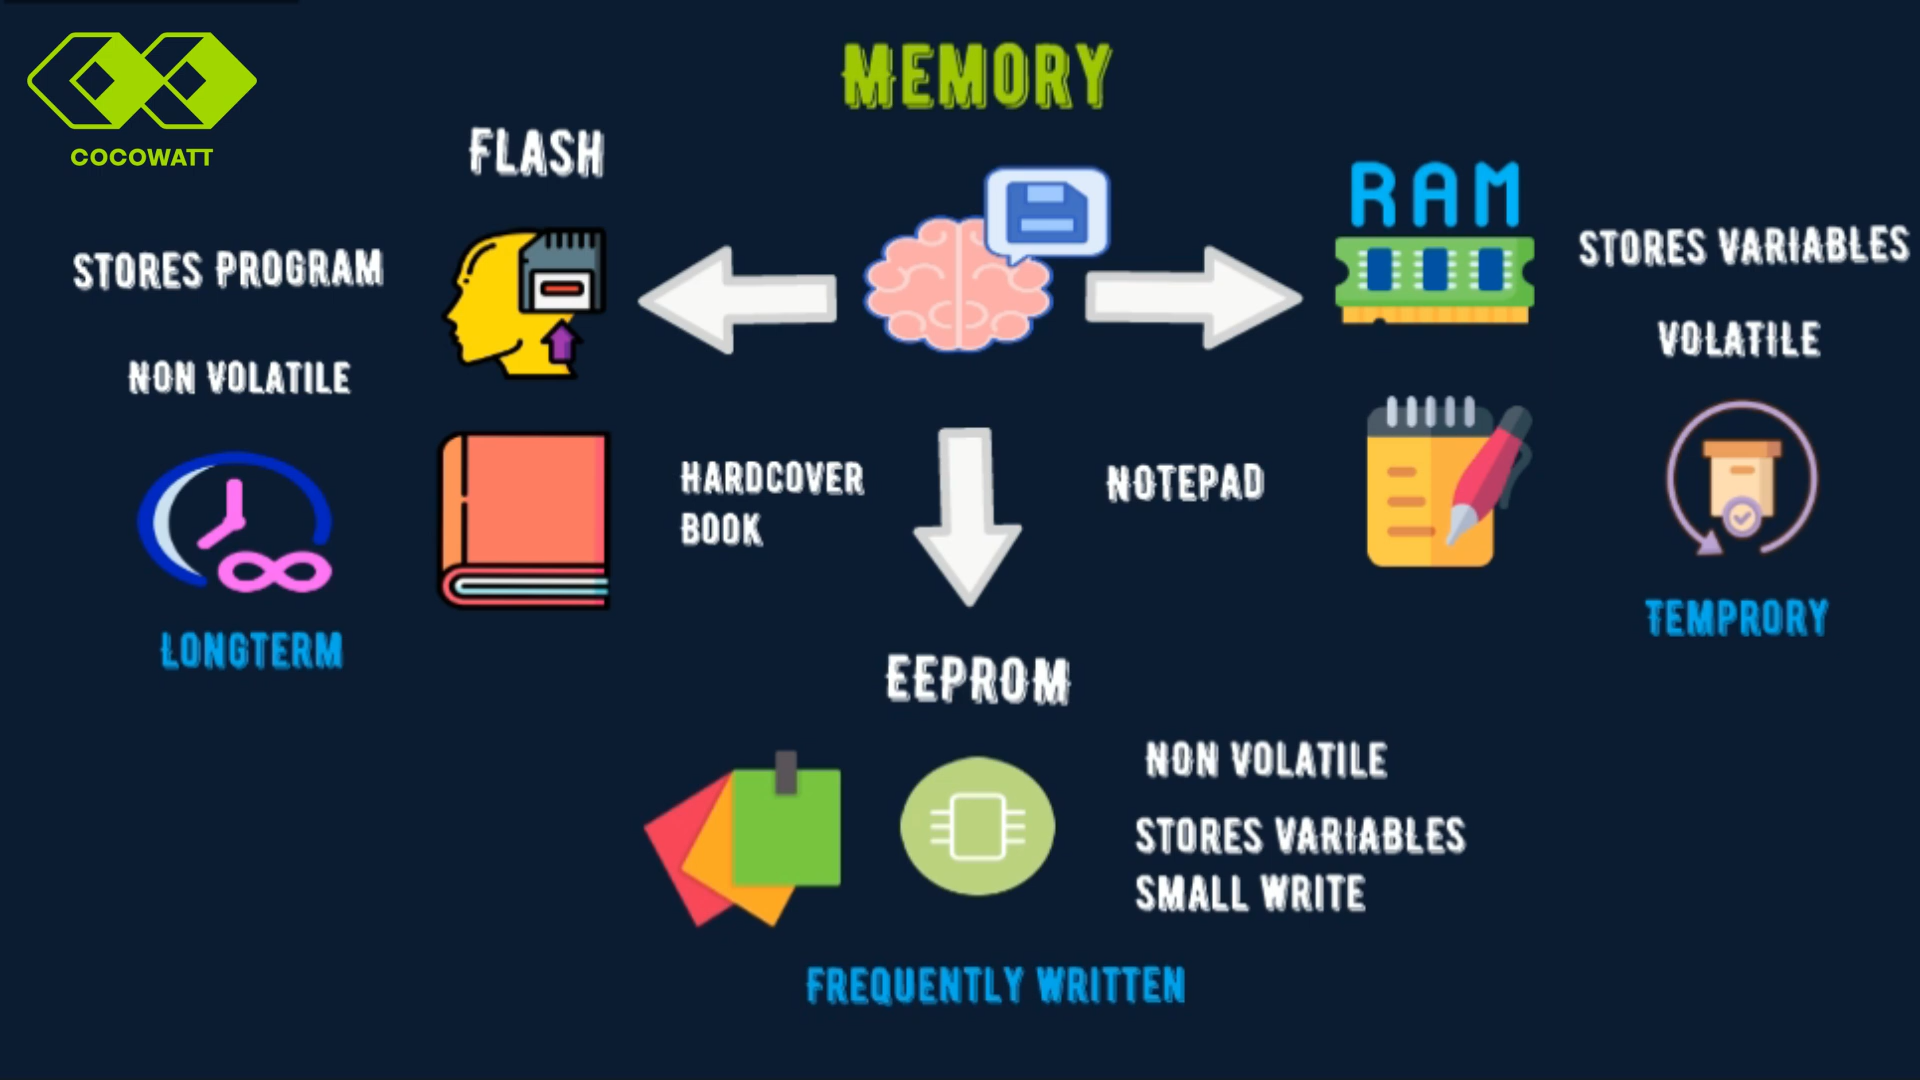 COCOWATT
MEMORY
FLASH
STORES PROGRAM
NON VOLATILE
LONGTERM
HARDCOVER
BOOK
RAM
STORES VARIABLES
VOLATILE
NOTEPAD
TEMPRORY
EEPROM
NON VOLATILE
STORES VARIABLES
SMALL WRITE
FREQUENTLY WRITTEN